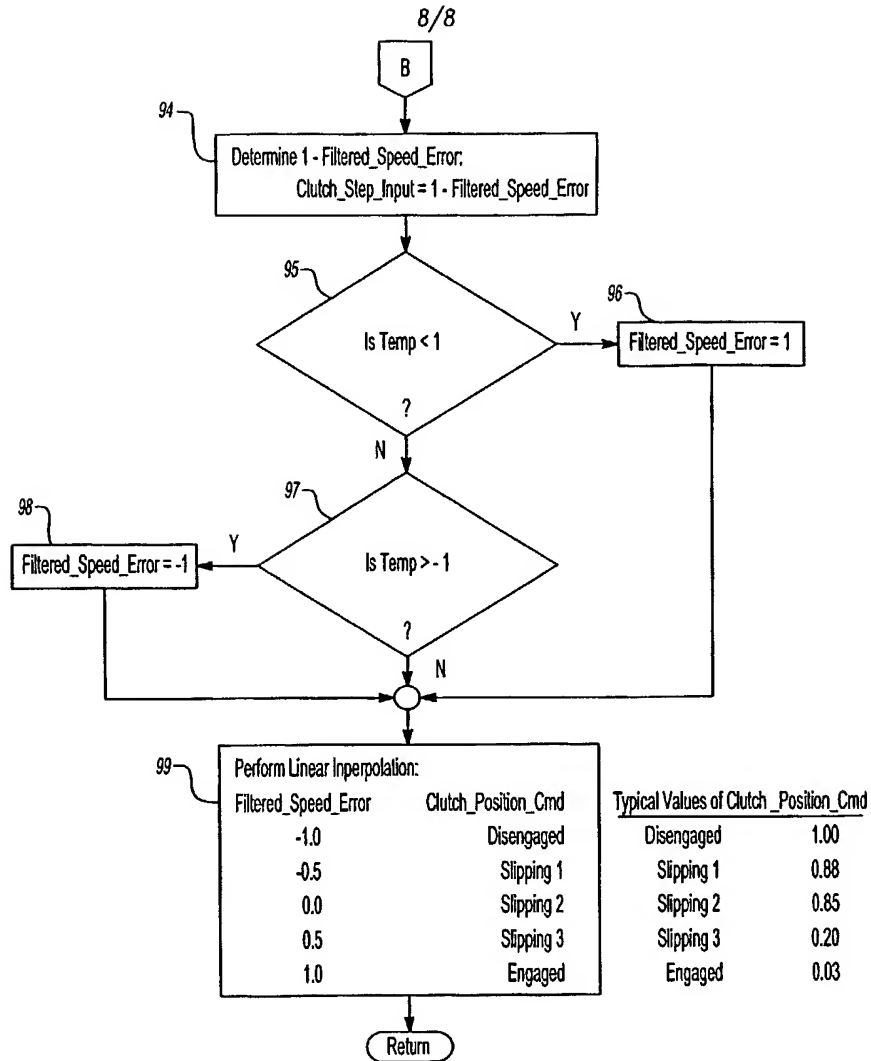 8/8
B
94
Determine 1 - Filtered_Speed_Error:
Clutch_Step_Input = 1 - Filtered_Speed_Error
95
Is Temp < 1
?
Y
96
Filtered_Speed_Error = 1
N
97
Is Temp > - 1
?
Y
98
Filtered_Speed_Error = -1
N
99
Perform Linear Inperpolation:
Filtered_Speed_Error Clutch_Position_Cmd
-1.0 Disengaged
-0.5 Slipping 1
0.0 Slipping 2
0.5 Slipping 3
1.0 Engaged
Typical Values of Clutch _Position_Cmd
Disengaged 1.00
Slipping 1 0.88
Slipping 2 0.85
Slipping 3 0.20
Engaged 0.03
Return